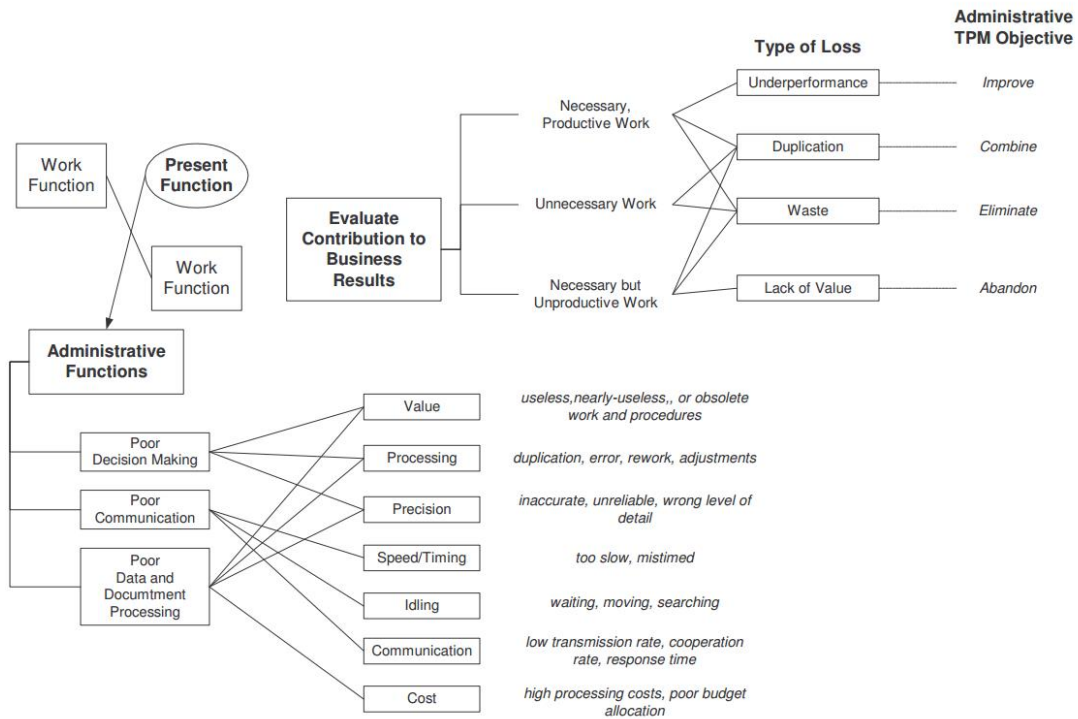 Administrative
TPM Objective
Type of Loss
Underperformance
Improve
Necessary,
Productive Work
Duplication
Combine
Work
Function
Present
Function
Unnecessary Work
Waste
Eliminate
Evaluate
Contribution to
Business
Results
Work
Function
Necessary but
Unproductive Work
Lack of Value
Abandon
Administrative
Functions
Value
useless,nearly-useless,, or obsolete
work and procedures
Poor
Decision Making
Processing
duplication, error, rework, adjustments
Poor
Communication
Precision
inaccurate, unreliable, wrong level of
detail
Speed/Timing
too slow, mistimed
Poor
Data and
Documtment
Processing
Idling
waiting, moving, searching
Communication
low transmission rate, cooperation
rate, response time
Cost
high processing costs, poor budget
allocation